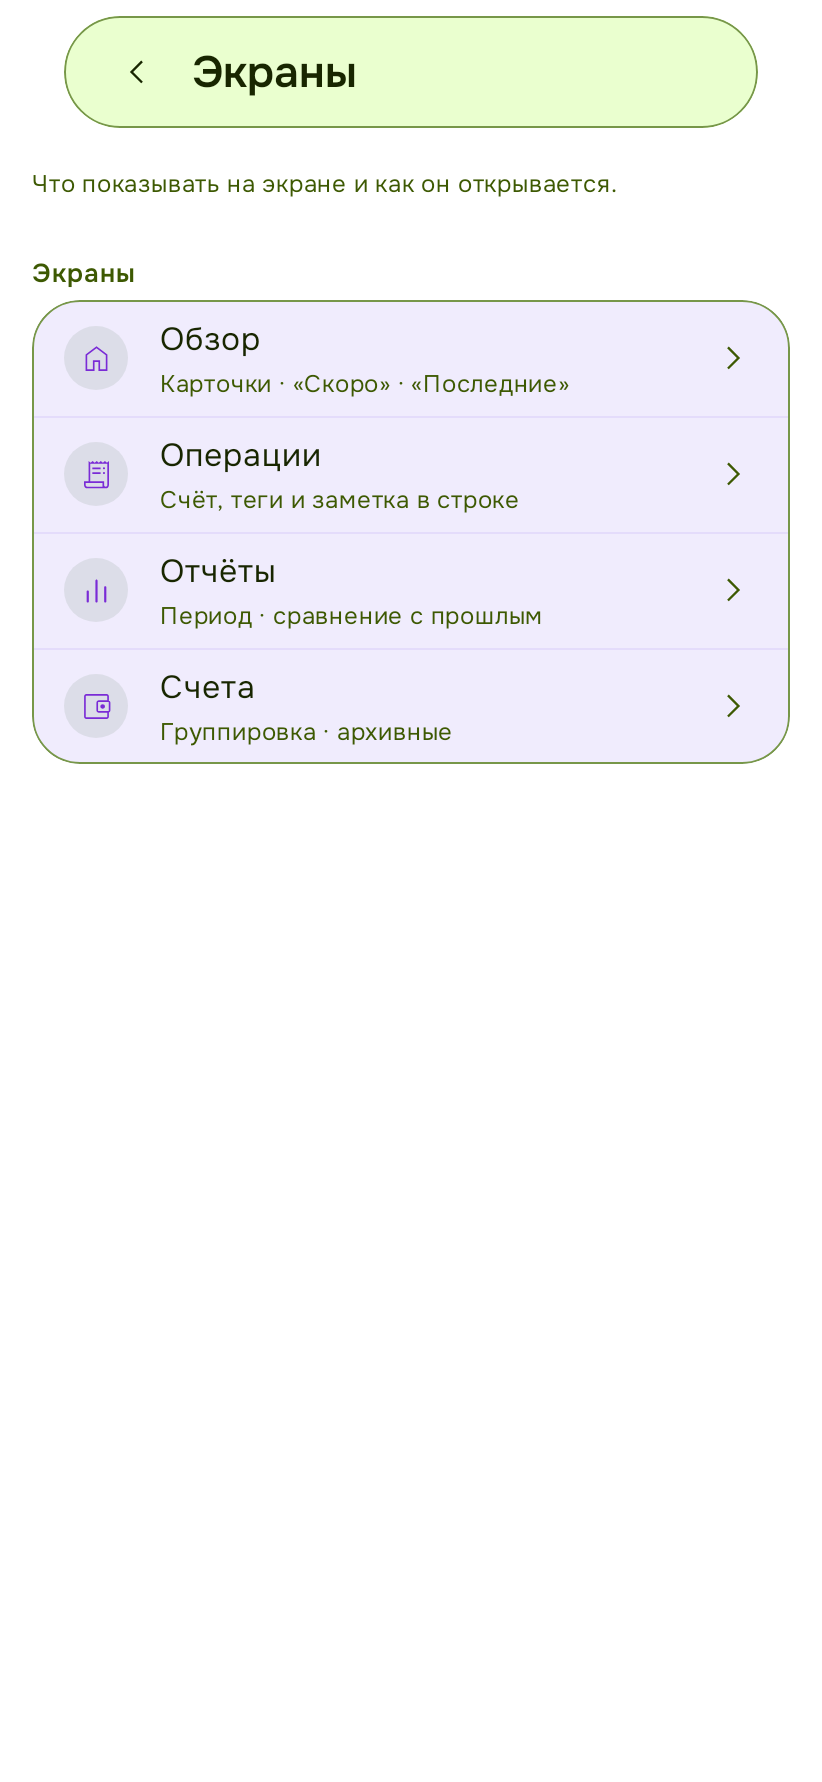 Экраны
Что показывать на экране и как он открывается.
Экраны
Обзор
Карточки · «Скоро» · «Последние»
Операции
Счёт, теги и заметка в строке
Отчёты
Период · сравнение с прошлым
Счета
Группировка · архивные